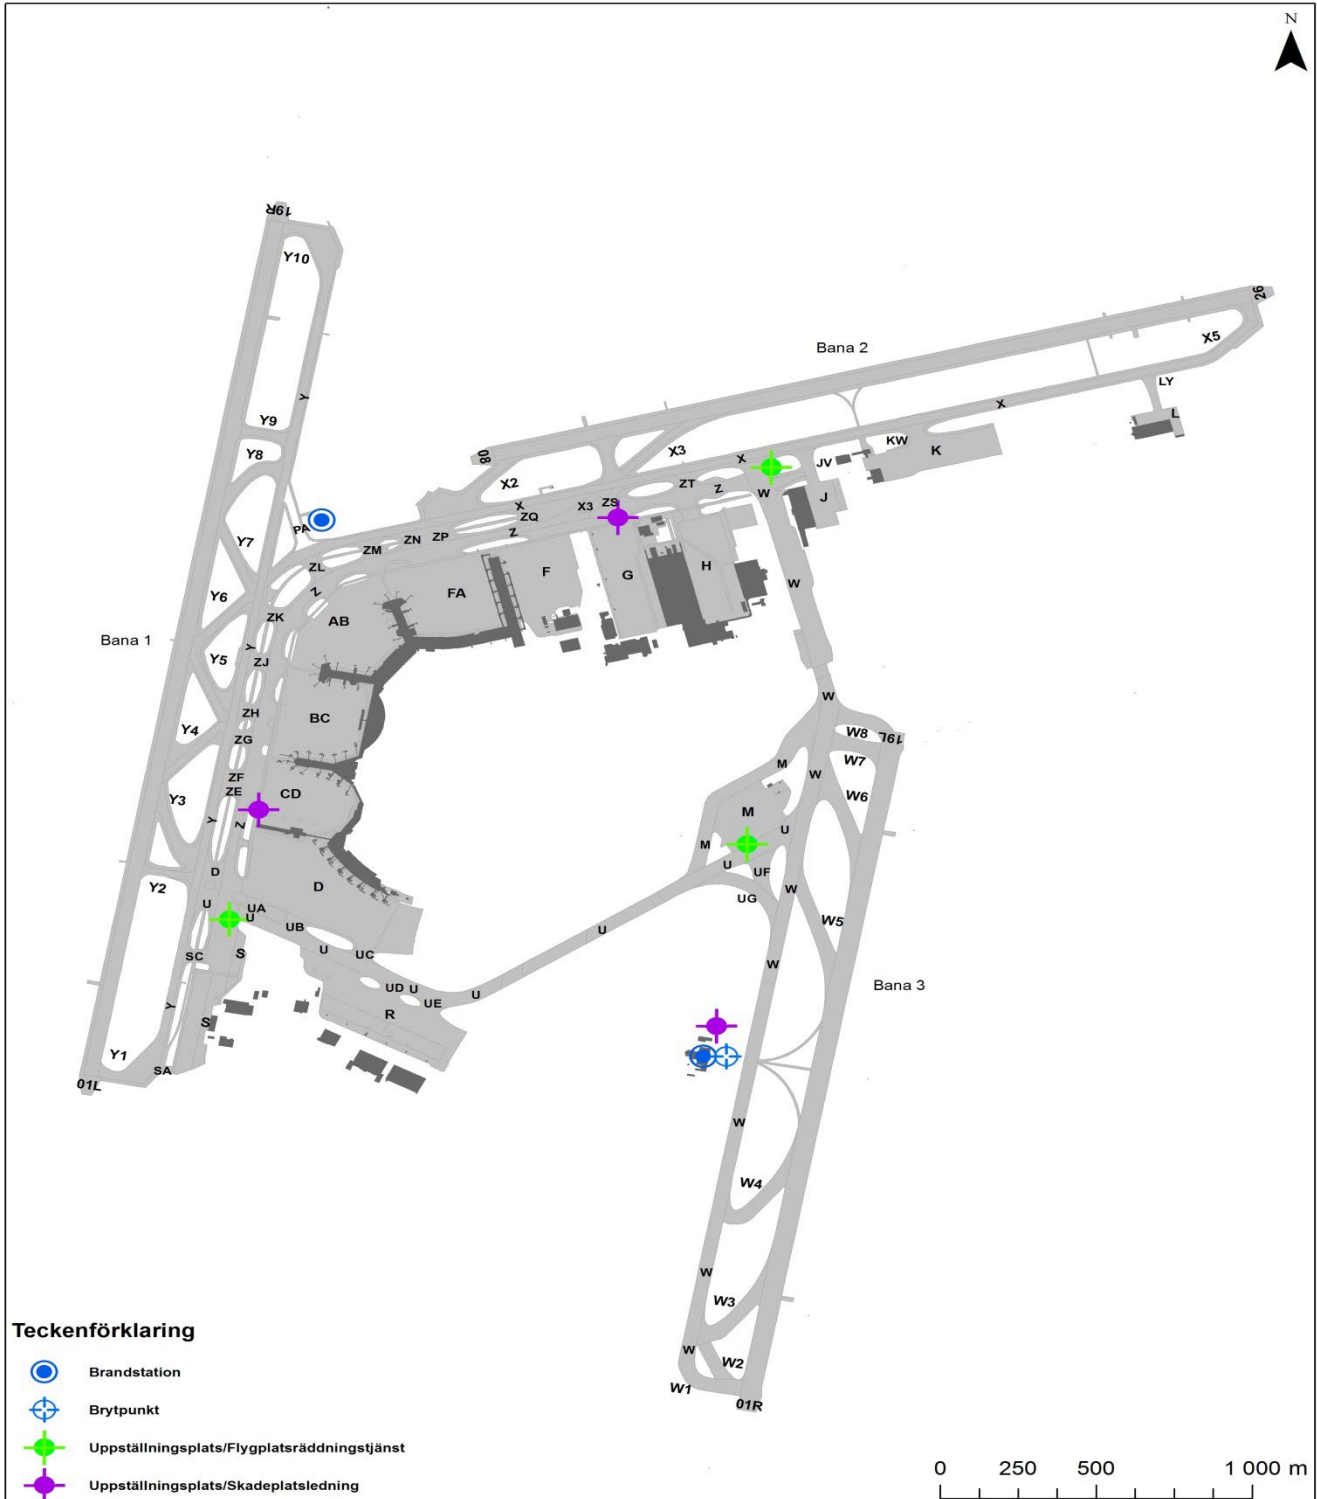 N
19R
Y10
26
X5
Bana 2
LY
L
Y
X
Y9
KW
K
Y8
08
X3
X
JV
X2
ZT
Z
W
J
X
X3
ZS
ZQ
PA
Z
ZP
ZN
ZM
Y7
ZL
F
G
H
W
Z
FA
Y6
ZK
AB
Bana 1
Y
Y5
ZJ
W
ZH
BC
Y4
W8
19L
ZG
W7
M
W
ZF
ZE
CD
W6
Y3
M
Y
Z
U
M
U
UF
D
D
Y2
W
UG
U
UA
U
UB
W5
U
S
U
UC
SC
W
Bana 3
UD
U
U
UE
Y
R
S
Y1
SA
01L
W
W4
W
W3
W
W2
W1
01R
Teckenförklaring
Brandstation
Brytpunkt
Uppställningsplats/Flygplatsräddningstjänst
Uppställningsplats/Skadeplatsledning
0 250 500 1 000 m